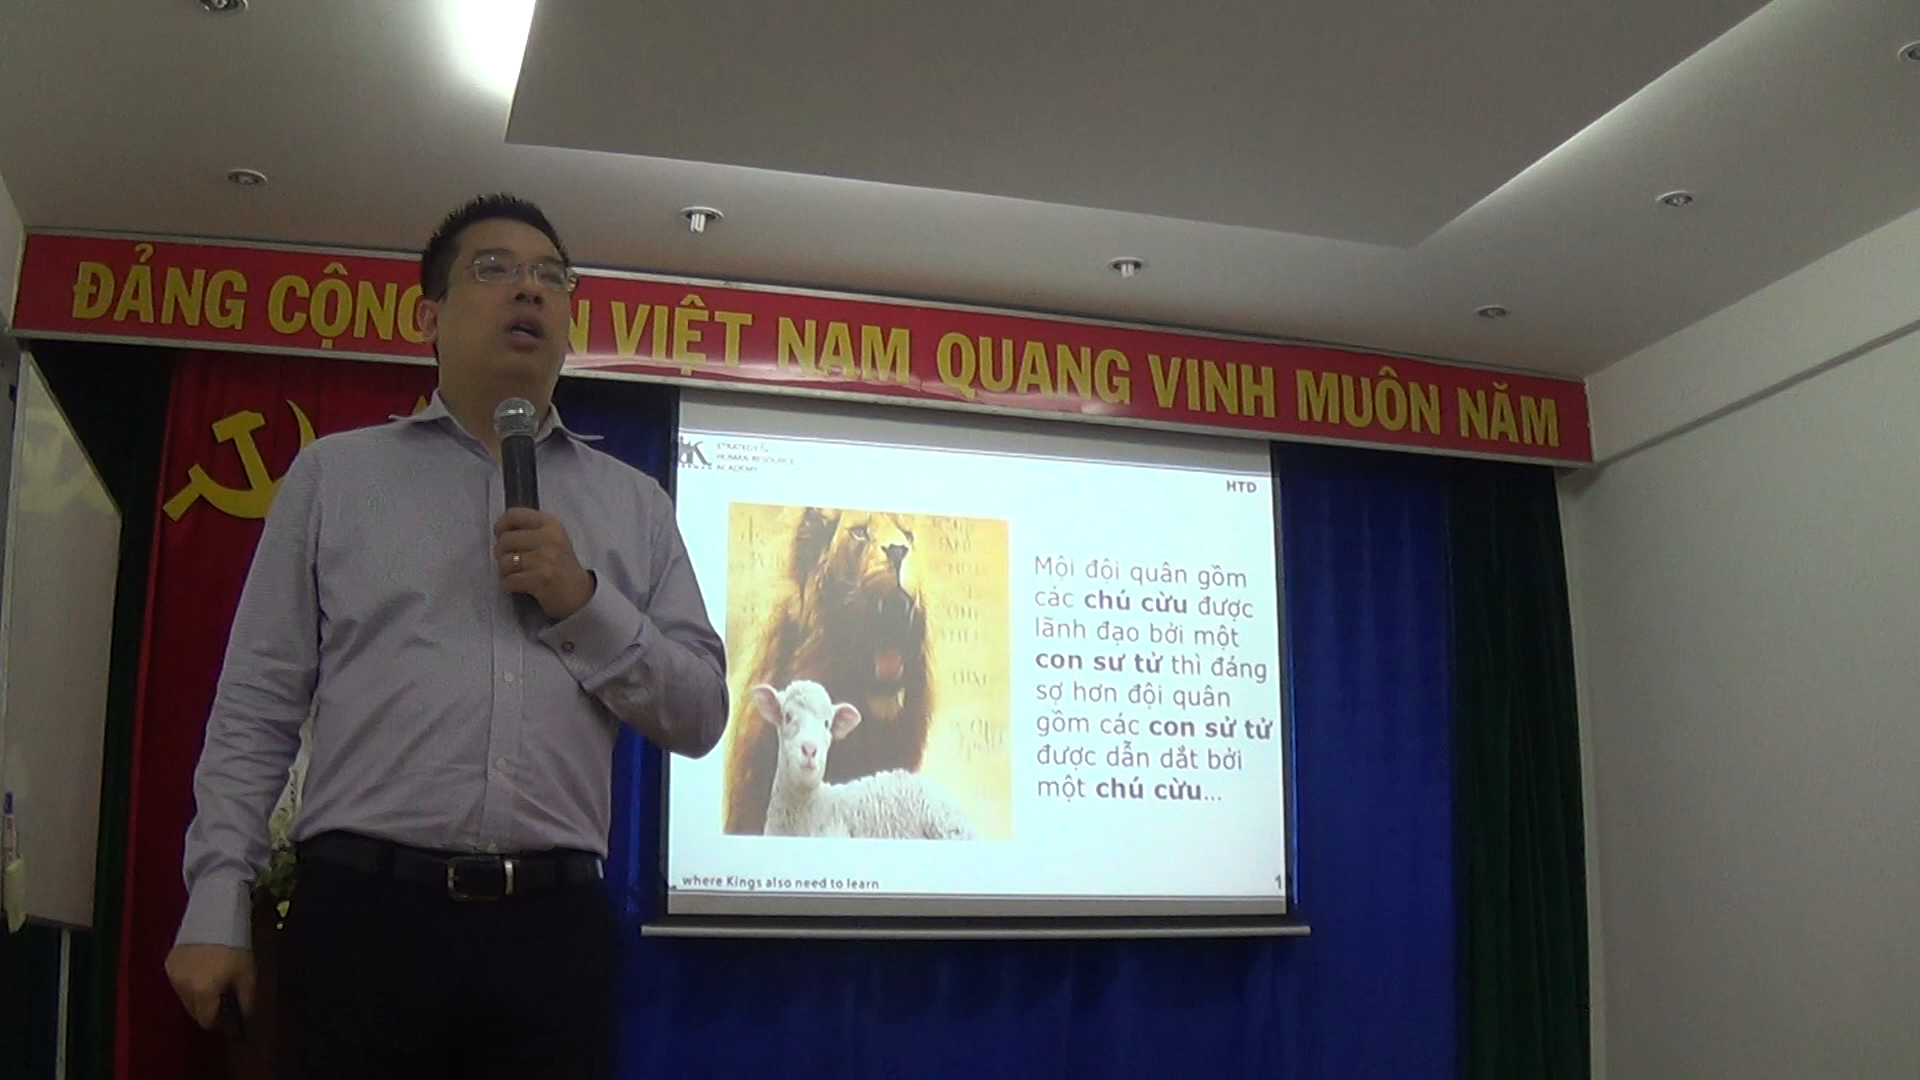 ĐẢNG CỘNG N VIỆT NAM QUANG VINH MUÔN NĂM
STRATEGY &
HUMAN RESOURCE
ACADEMY
HTD
Mội đội quân gồm
các chú cừu được
lãnh đạo bởi một
con sư tử thì đáng
sợ hơn đội quân
gồm các con sử tử
được dẫn dắt bởi
một chú cừu...
where Kings also need to learn